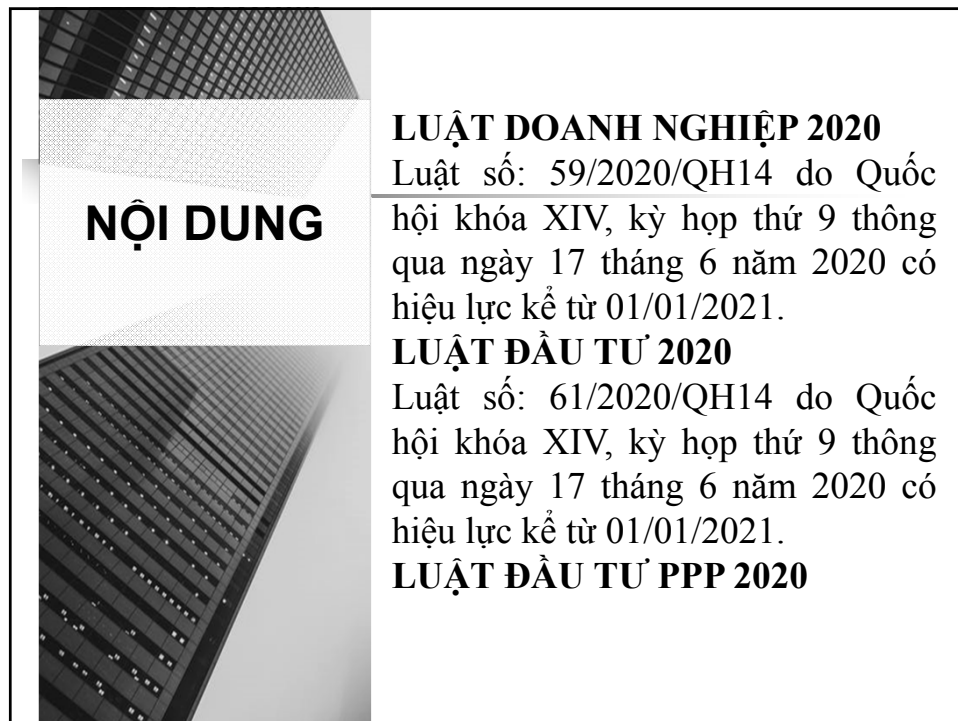 NỘI DUNG
LUẬT DOANH NGHIỆP 2020
Luật số: 59/2020/QH14 do Quốc
hội khóa XIV, kỳ họp thứ 9 thông
qua ngày 17 tháng 6 năm 2020 có
hiệu lực kể từ 01/01/2021.
LUẬT ĐẦU TƯ 2020
Luật số: 61/2020/QH14 do Quốc
hội khóa XIV, kỳ họp thứ 9 thông
qua ngày 17 tháng 6 năm 2020 có
hiệu lực kể từ 01/01/2021.
LUẬT ĐẦU TƯ PPP 2020